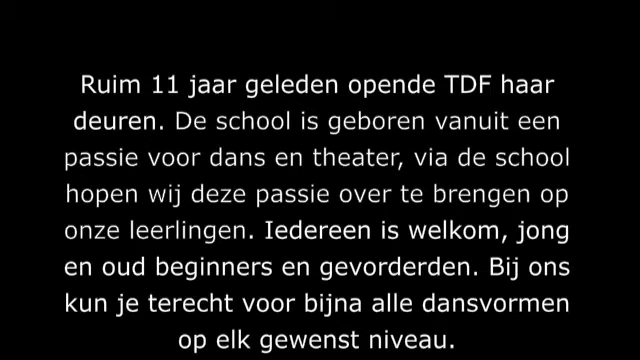 Ruim 11 jaar geleden opende TDF haar
deuren. De school is geboren vanuit een
passie voor dans en theater, via de school
hopen wij deze passie over te brengen op
onze leerlingen. Iedereen is welkom, jong
en oud beginners en gevorderden. Bij ons
kun je terecht voor bijna alle dansvormen
op elk gewenst niveau.